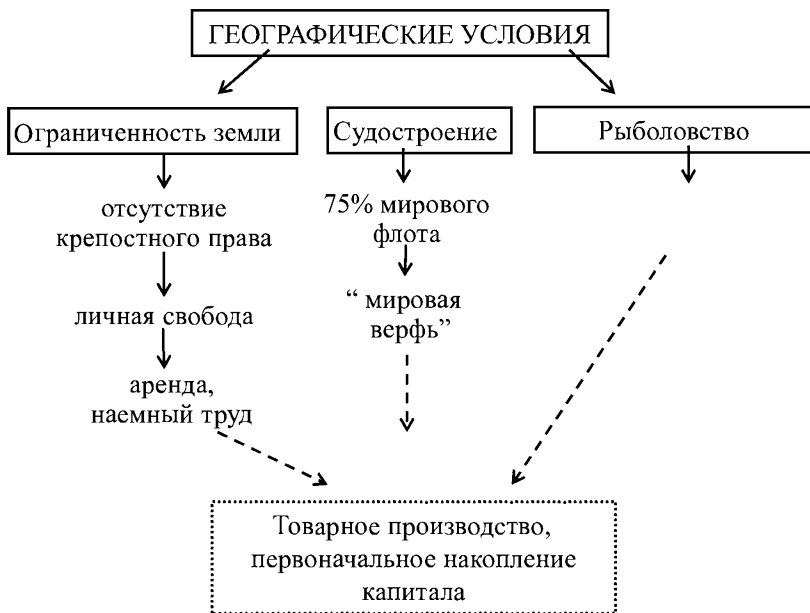 ГЕОГРАФИЧЕСКИЕ УСЛОВИЯ
Ограниченность земли
Судостроение
Рыболовство
отсутствие
крепостного права
личная свобода
аренда,
наемный труд
75% мирового
флота
“ мировая
верфь”
Товарное производство,
первоначальное накопление
капитала